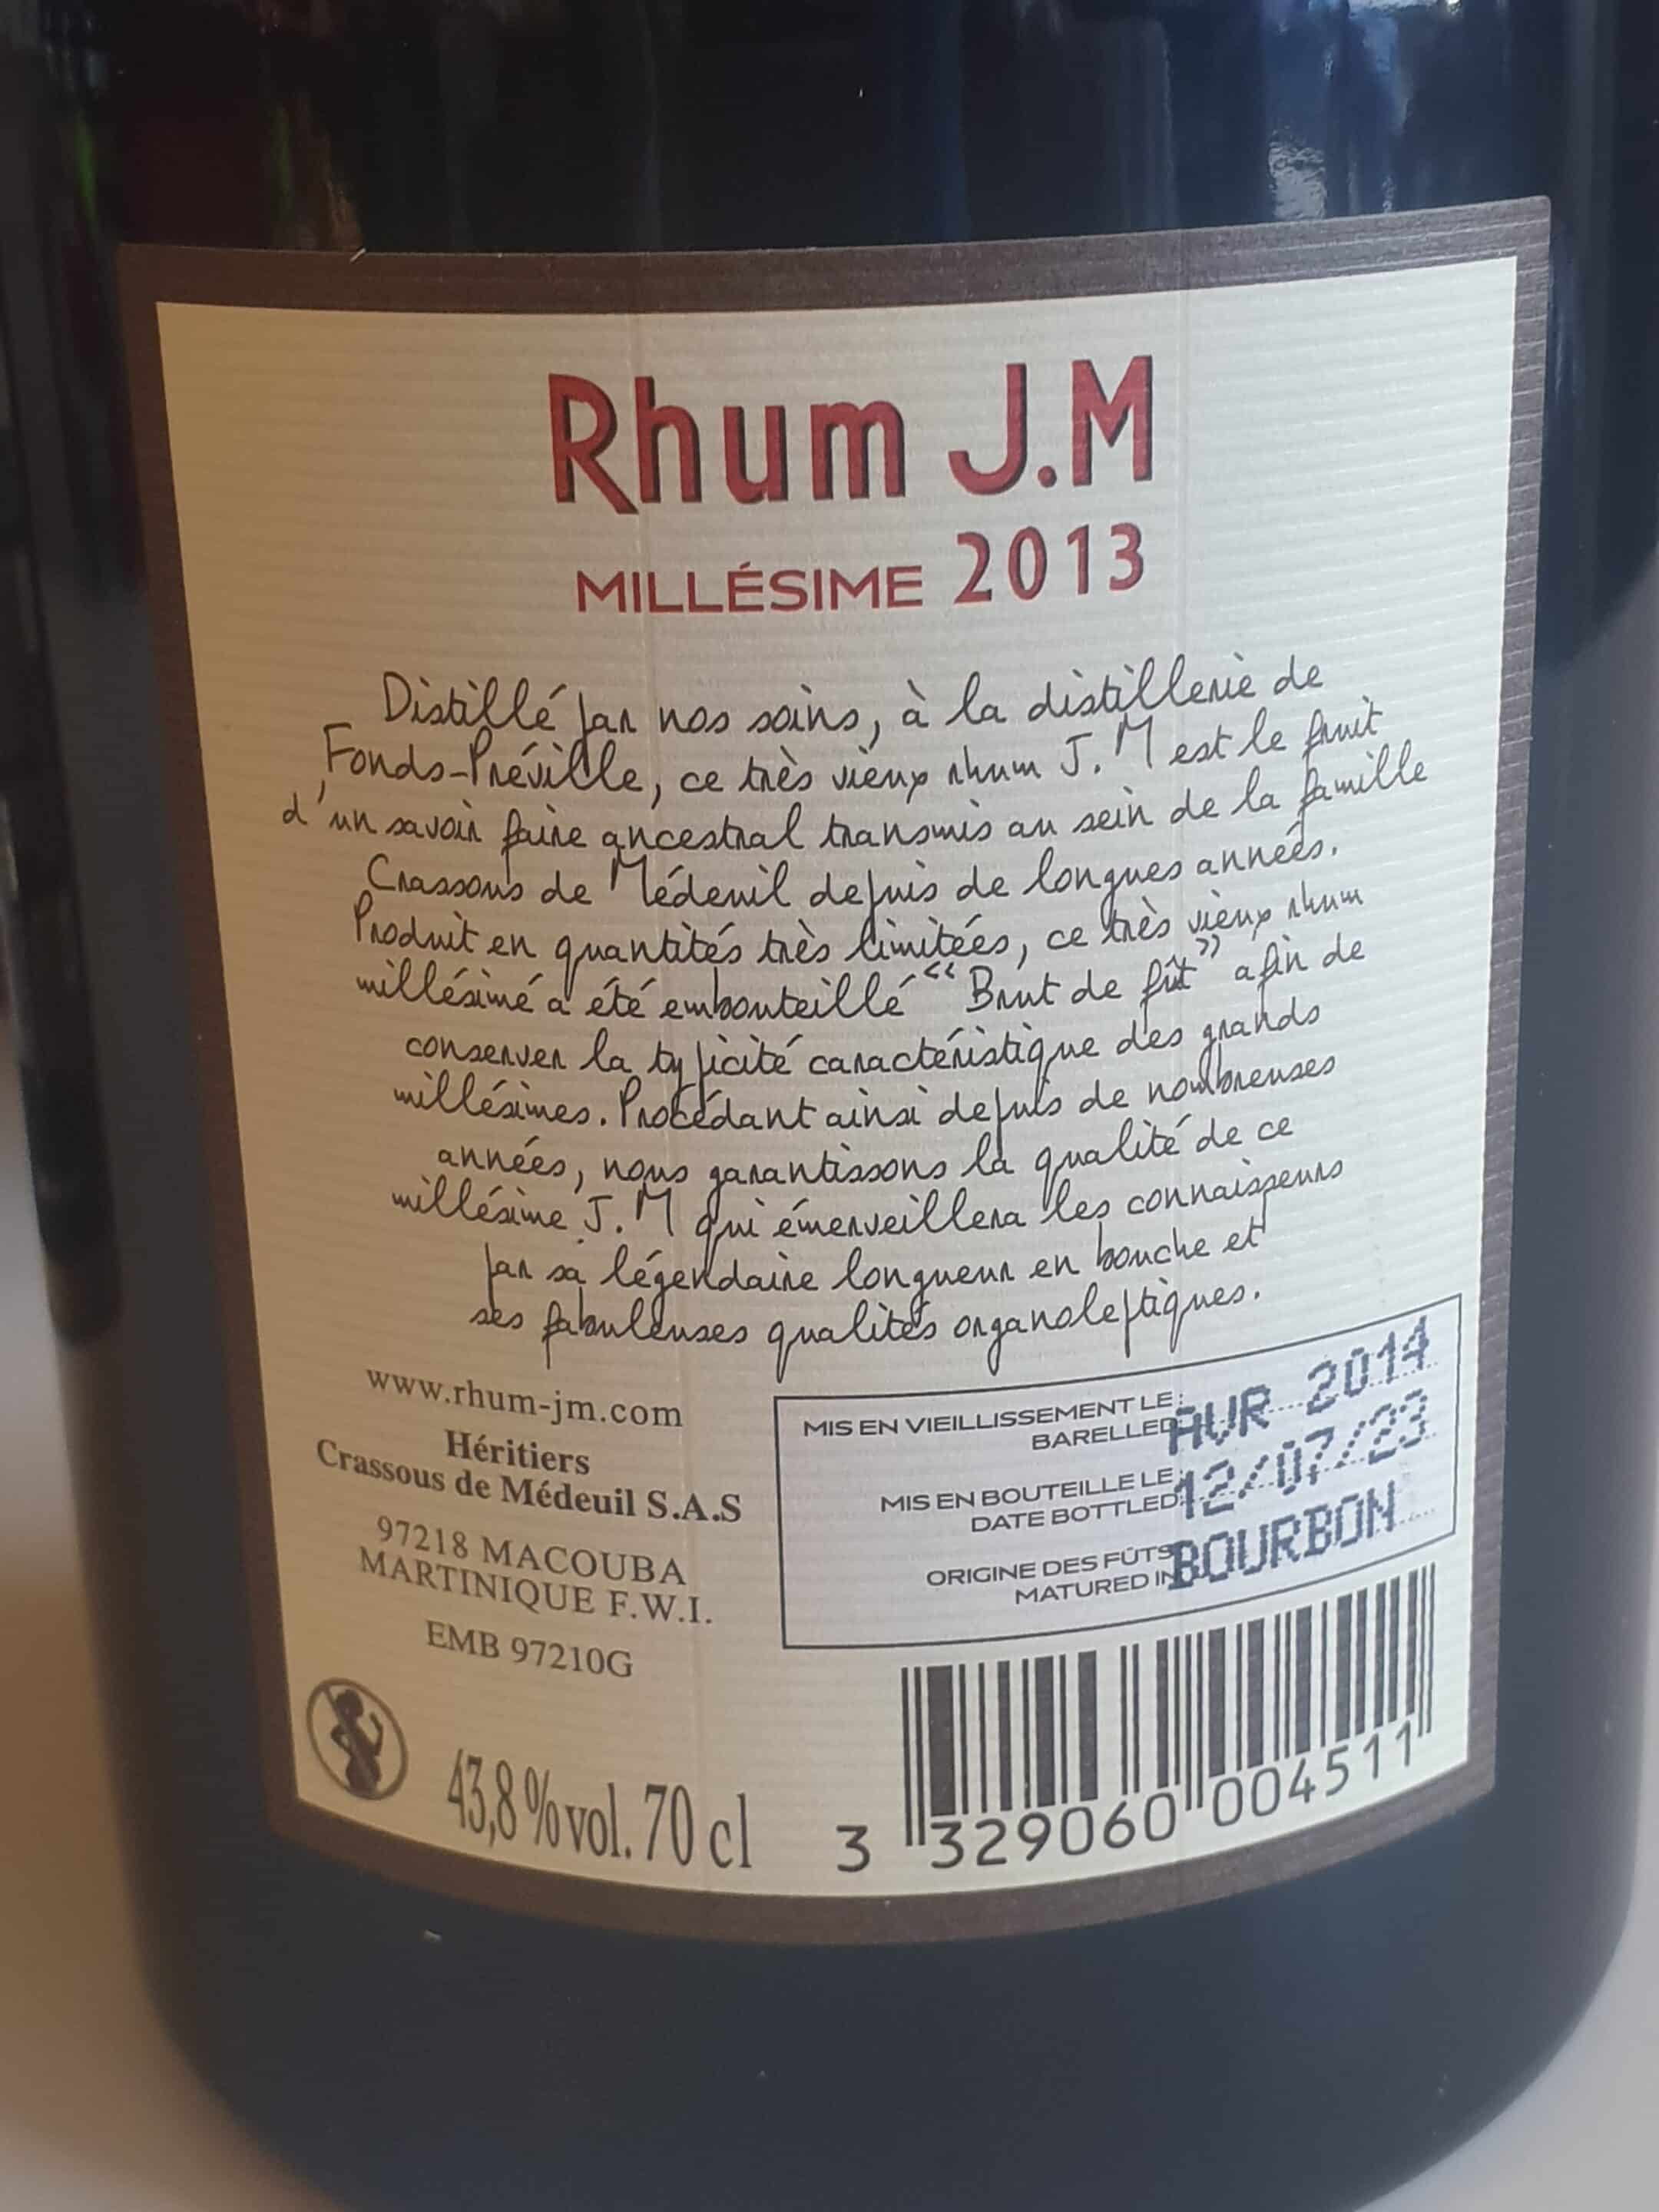 Rhum J.M
MILLÉSIME 2013
Distillé par nos soins, à la distillerie de
Fonds-Préville, ce très vieux rhum J.M est le fruit
d'un savoir faire ancestral transmis au sein de la famille
Crassous de Médeuil depuis de longues années.
Produit en quantités très limitées, ce très vieux rhum
millésimé a été embouteillé “Brut de fût” afin de
conserver la typicité caractéristique des grands
millésimes. Procédant ainsi depuis de nombreuses
années, nous garantissons la qualité de ce
millésime J.M qui émerveillera les connaisseurs
par sa légendaire longueur en bouche et
ses fabuleuses qualités organoleptiques.
www.rhum-jm.com
Héritiers
Crassous de Médeuil S.A.S
97218 MACOUBA
MARTINIQUE F.W.I.
EMB 97210G
MIS EN VIEILLISSEMENT LE:
BARELLED AVR 2014
MIS EN BOUTEILLE LE:
DATE BOTTLED: 12/07/23
ORIGINE DES FÛTS
MATURED IN BOURBON
43,8 % vol. 70 cl
3 329060 004511